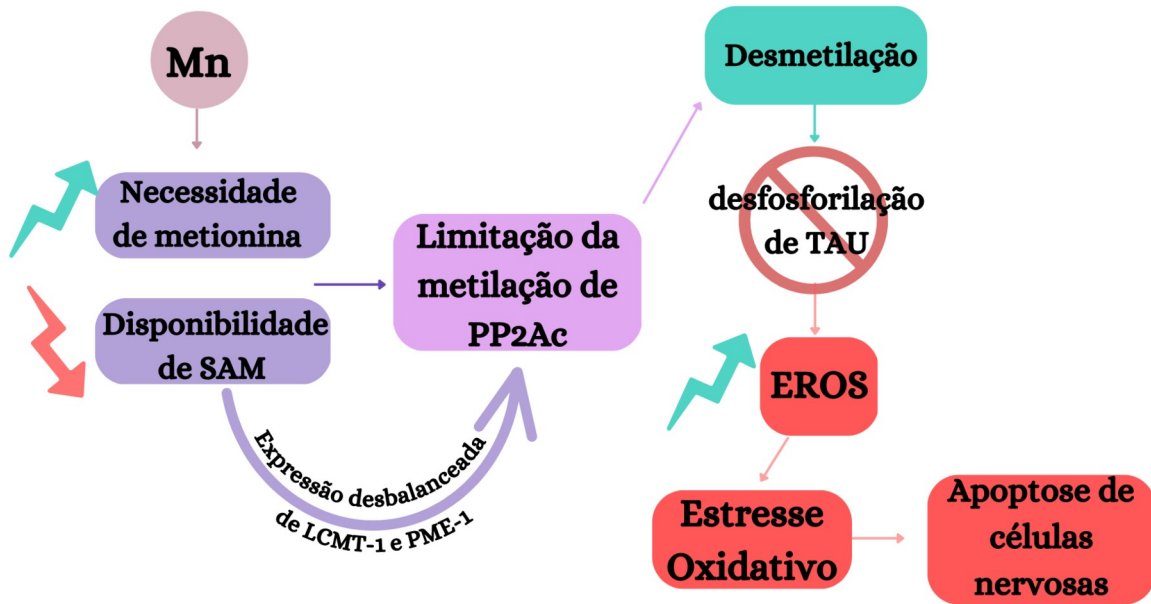 Mn
Necessidade
de metionina
Disponibilidade
de SAM
Expressão desbalanceada
de LCMT-1 e PME-1
Limitação da
metilação de
PP2Ac
Desmetilação
desfosforilação
de TAU
EROS
Estresse
Oxidativo
Apoptose de
células
nervosas